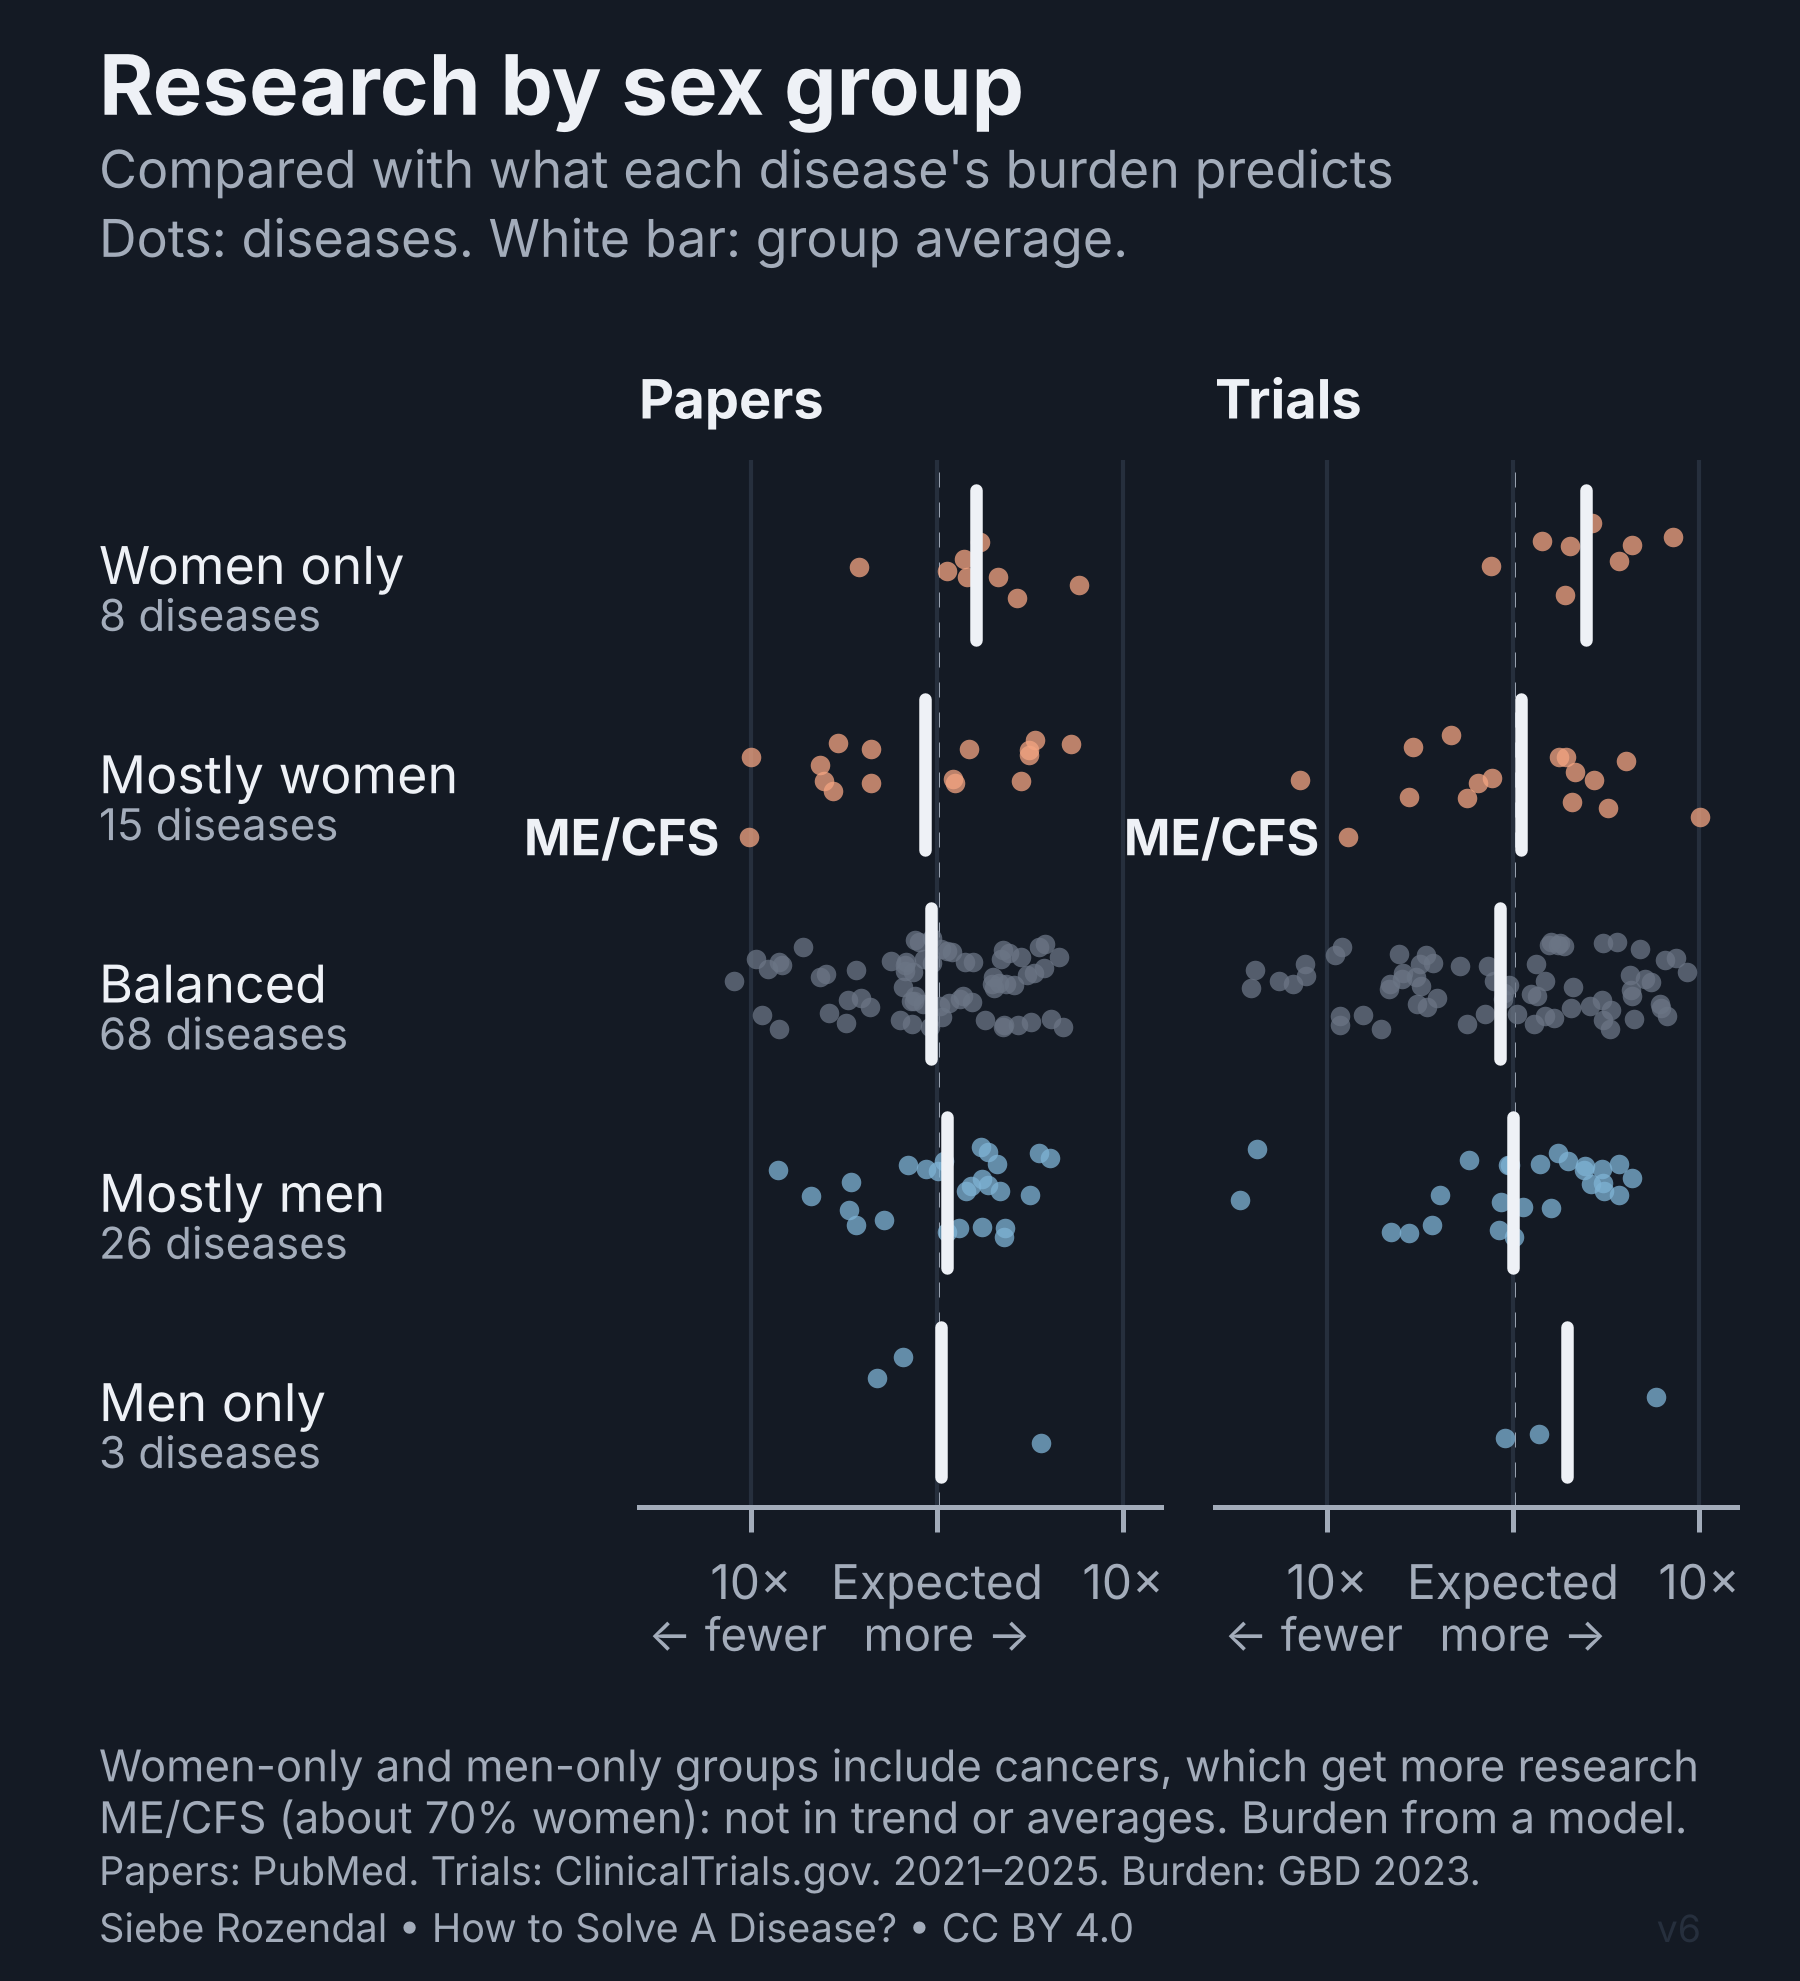 Research by sex group
Compared with what each disease's burden predicts
Dots: diseases. White bar: group average.
Papers
Trials
Women only
8 diseases
Mostly women
15 diseases
ME/CFS
ME/CFS
Balanced
68 diseases
Mostly men
26 diseases
Men only
3 diseases
10× Expected 10×
← fewer more →
10× Expected 10×
← fewer more →
Women-only and men-only groups include cancers, which get more research
ME/CFS (about 70% women): not in trend or averages. Burden from a model.
Papers: PubMed. Trials: ClinicalTrials.gov. 2021–2025. Burden: GBD 2023.
Siebe Rozendal • How to Solve A Disease? • CC BY 4.0
v6